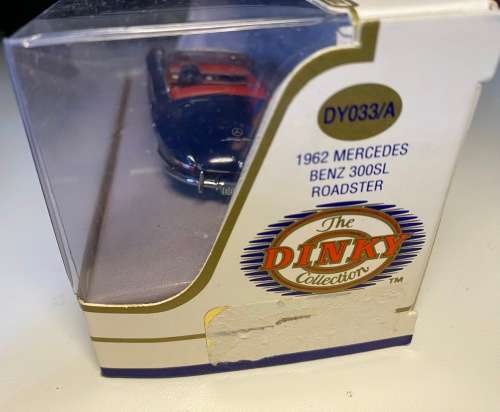 DY033/A
1962 MERCEDES
BENZ 300SL
ROADSTER
The
DINKY
Collection
TM